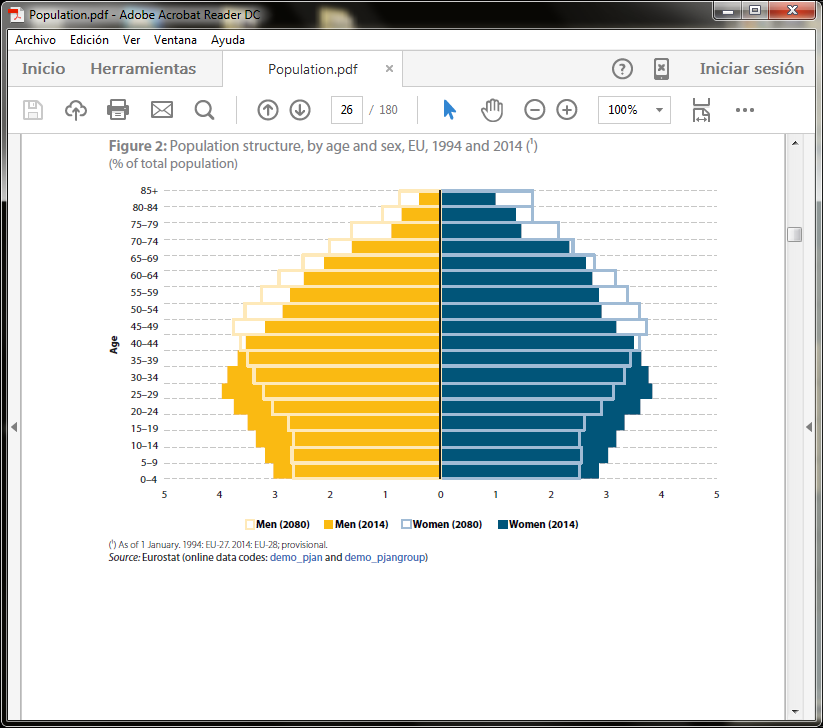 Population.pdf - Adobe Acrobat Reader DC
Archivo Edición Ver Ventana Ayuda
Inicio Herramientas Population.pdf × ? Iniciar sesión
26 / 180 100%
Figure 2: Population structure, by age and sex, EU, 1994 and 2014 (¹)
(% of total population)
85+
80–84
75–79
70–74
65–69
60–64
55–59
50–54
45–49
Age
40–44
35–39
30–34
25–29
20–24
15–19
10–14
5–9
0–4
5 4 3 2 1 0 1 2 3 4 5
Men (2080) Men (2014) Women (2080) Women (2014)
(¹) As of 1 January. 1994: EU-27. 2014: EU-28; provisional.
Source: Eurostat (online data codes: demo_pjan and demo_pjangroup)